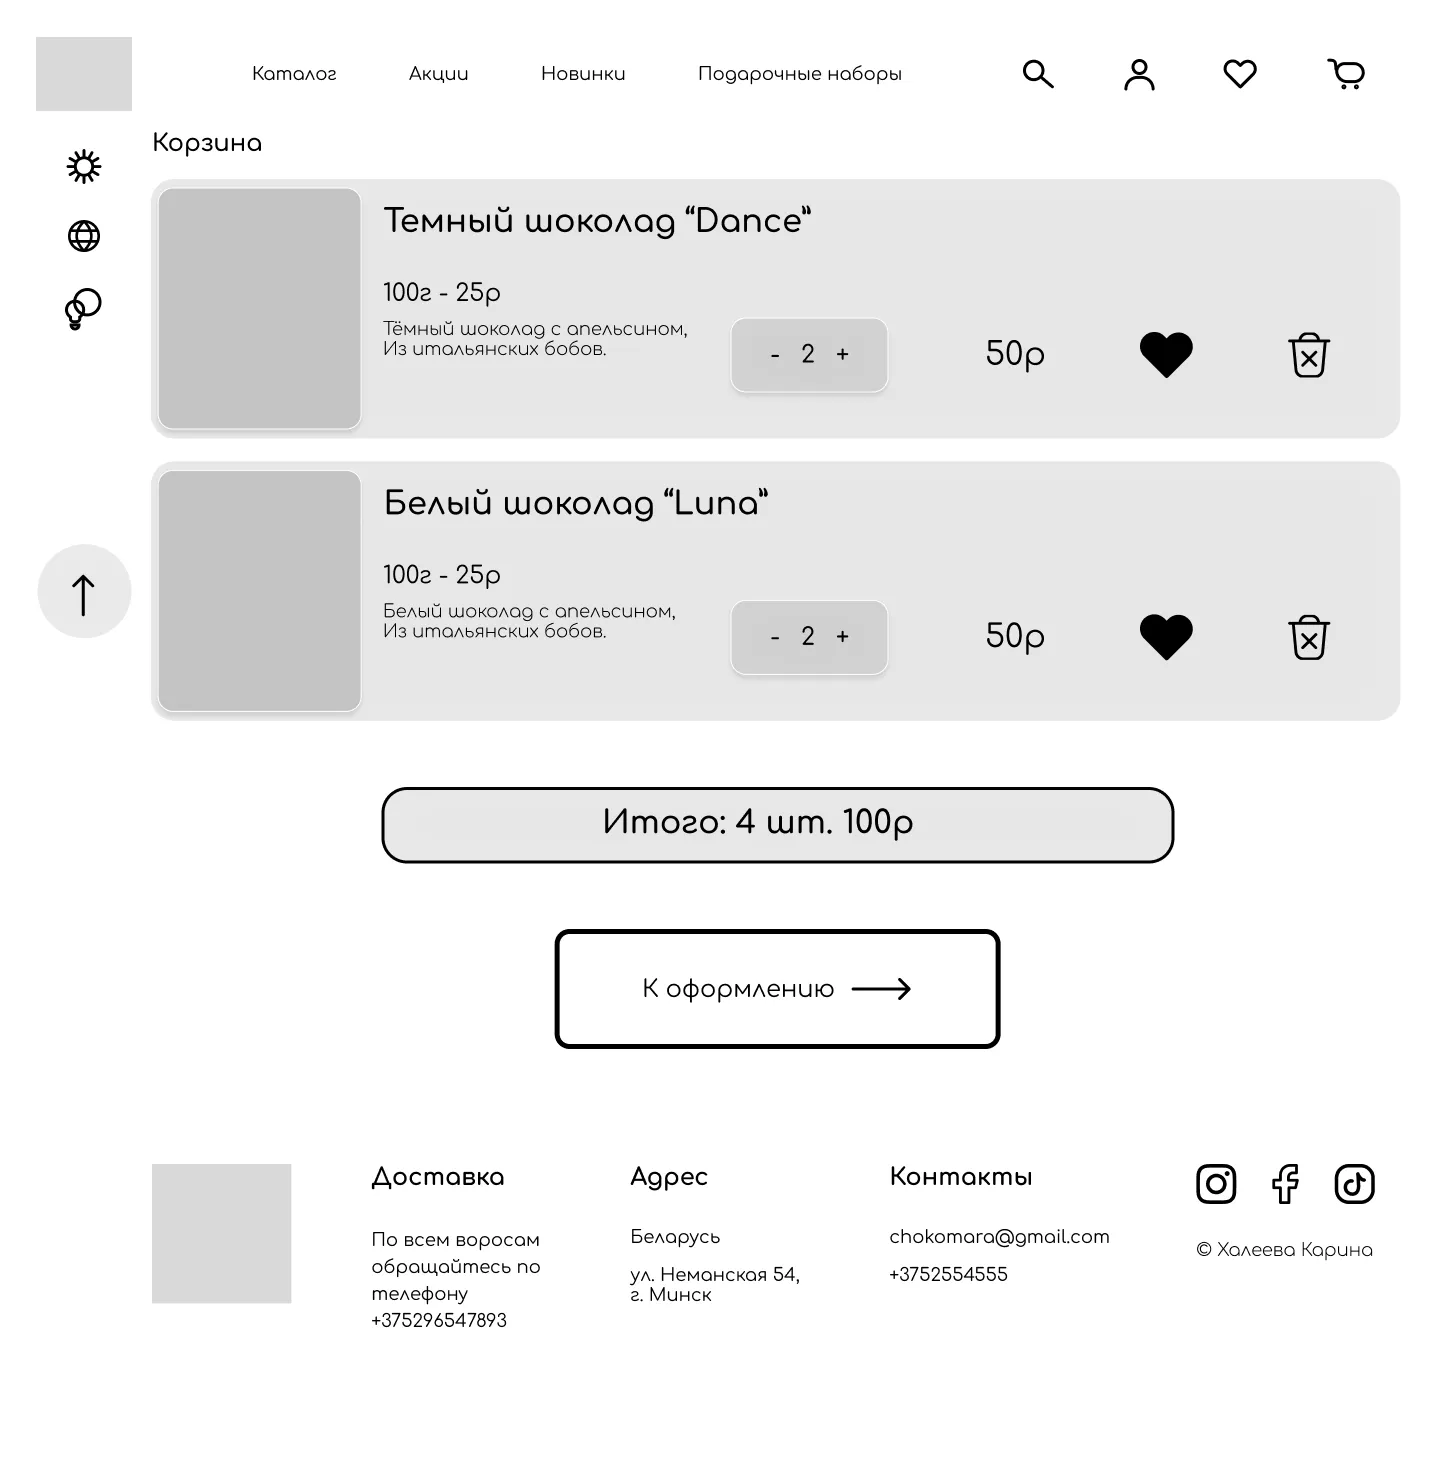 Каталог
Акции
Новинки
Подарочные наборы
Корзина
Темный шоколад “Dance”
100г - 25р
Тёмный шоколад с апельсином,
Из итальянских бобов.
- 2 +
50р
Белый шоколад “Luna”
100г - 25р
Белый шоколад с апельсином,
Из итальянских бобов.
- 2 +
50р
Итого: 4 шт. 100р
К оформлению
Доставка
По всем воросам
обращайтесь по
телефону
+375296547893
Адрес
Беларусь
ул. Неманская 54,
г. Минск
Контакты
chokomara@gmail.com
+3752554555
© Халеева Карина